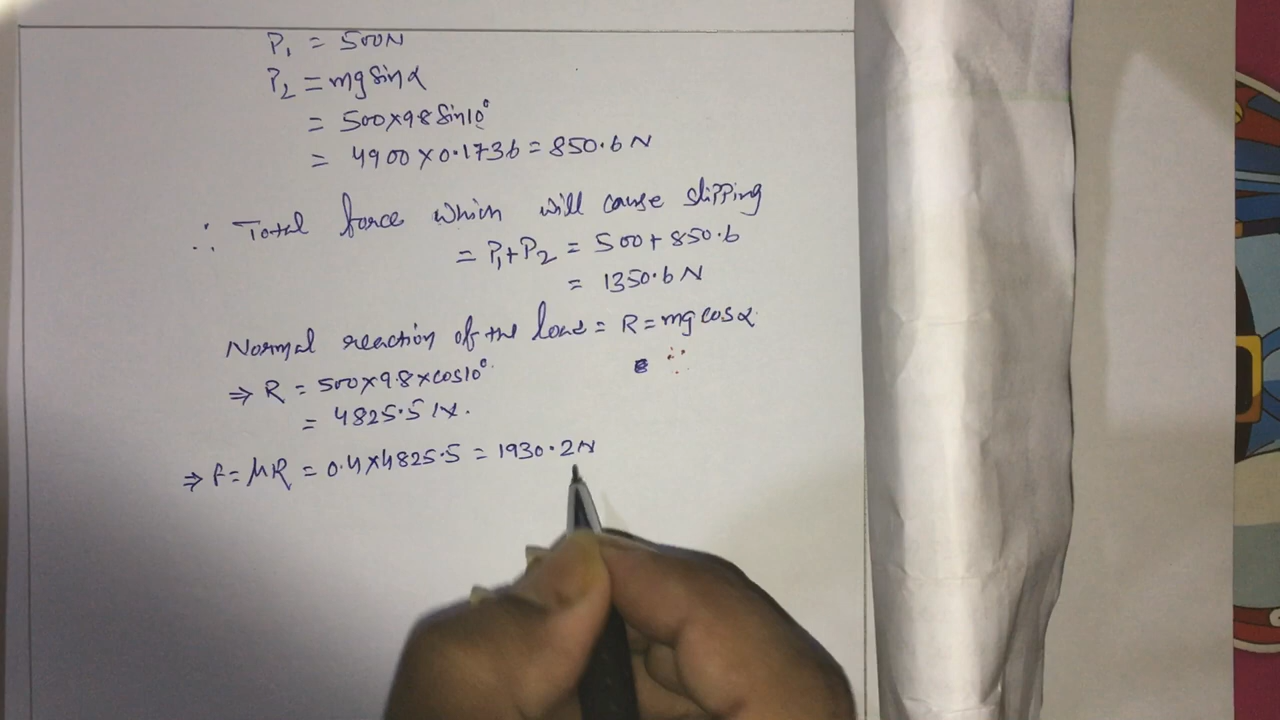 P₁ = 500N
P₂ = mg Sin α
= 500×9.8 Sin10°
= 4900 × 0.1736 = 850.6 N
∴ Total force which will cause slipping
= P₁+P₂ = 500+ 850.6
= 1350.6 N
Normal reaction of the load = R = mg cos α.
⇒ R = 500×9.8×cos10°.
= 4825.5 N.
⇒ f = μR = 0.4×4825.5 = 1930.2 N